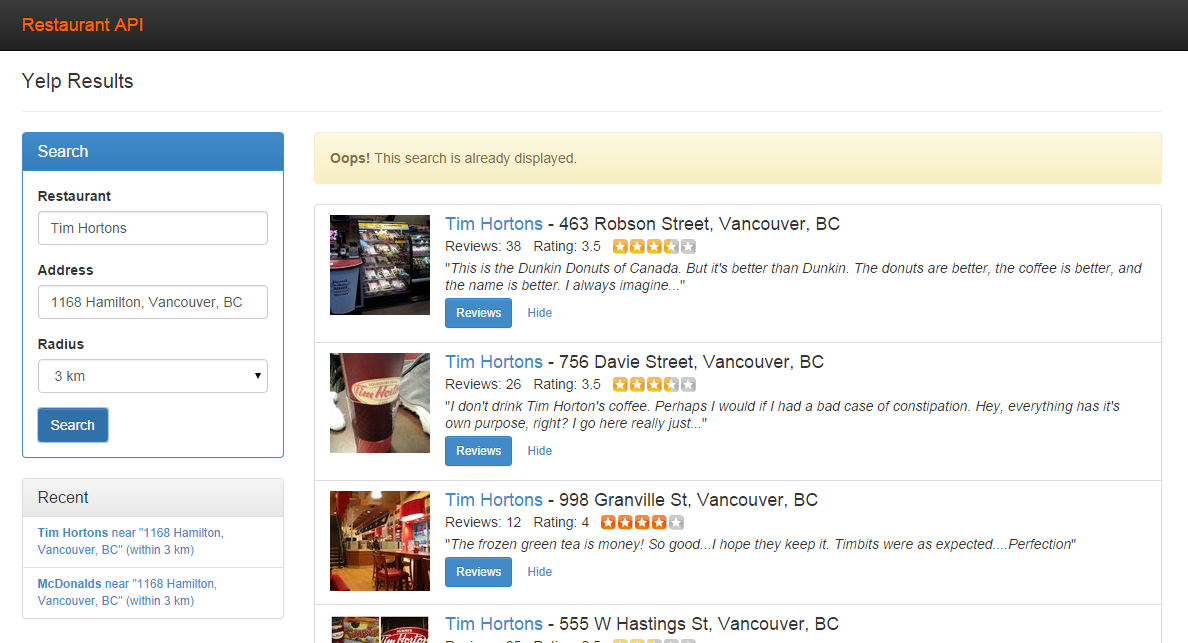 Restaurant API
Yelp Results
Search
Restaurant
Tim Hortons
Address
1168 Hamilton, Vancouver, BC
Radius
3 km
Search
Recent
Tim Hortons near "1168 Hamilton,
Vancouver, BC" (within 3 km)
McDonalds near "1168 Hamilton,
Vancouver, BC" (within 3 km)
Oops! This search is already displayed.
Tim Hortons - 463 Robson Street, Vancouver, BC
Reviews: 38 Rating: 3.5
"This is the Dunkin Donuts of Canada. But it's better than Dunkin. The donuts are better, the coffee is better, and
the name is better. I always imagine..."
Reviews Hide
Tim Hortons - 756 Davie Street, Vancouver, BC
Reviews: 26 Rating: 3.5
"I don't drink Tim Horton's coffee. Perhaps I would if I had a bad case of constipation. Hey, everything has it's
own purpose, right? I go here really just..."
Reviews Hide
Tim Hortons - 998 Granville St, Vancouver, BC
Reviews: 12 Rating: 4
"The frozen green tea is money! So good...I hope they keep it. Timbits were as expected....Perfection"
Reviews Hide
Tim Hortons - 555 W Hastings St, Vancouver, BC